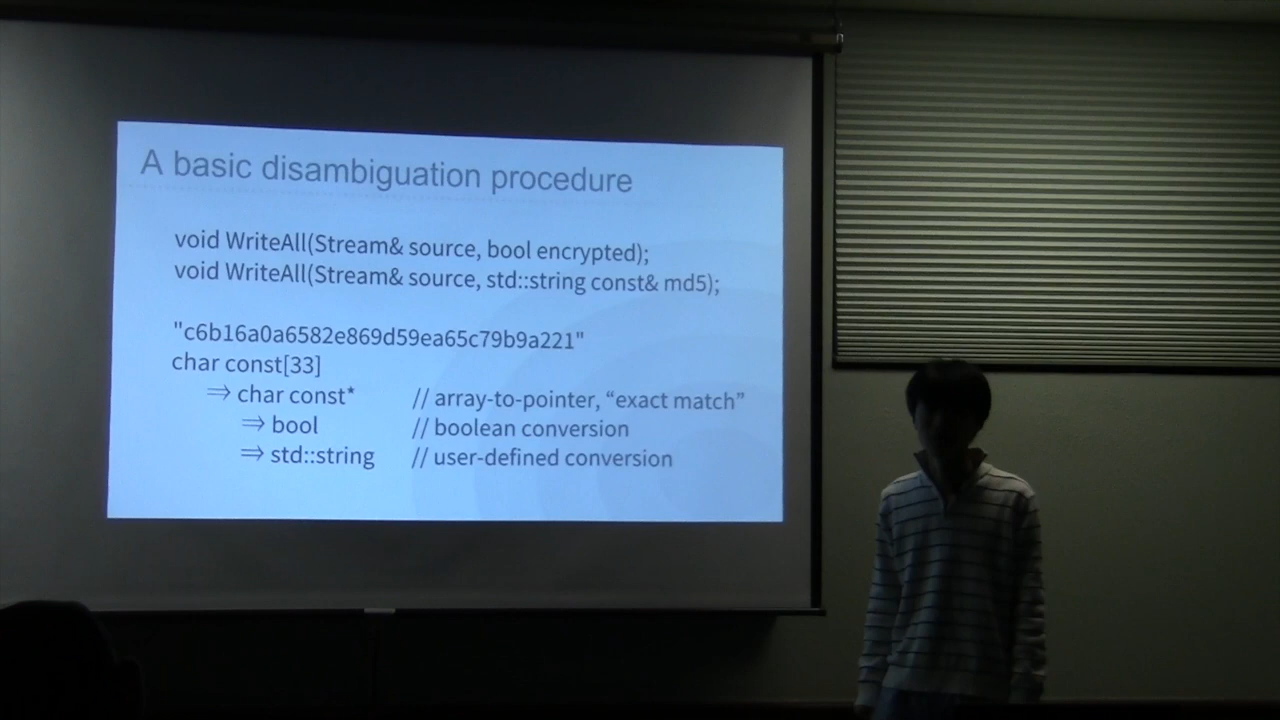 A basic disambiguation procedure
void WriteAll(Stream& source, bool encrypted);
void WriteAll(Stream& source, std::string const& md5);
"c6b16a0a6582e869d59ea65c79b9a221"
char const[33]
⇒ char const* // array-to-pointer, “exact match”
⇒ bool // boolean conversion
⇒ std::string // user-defined conversion